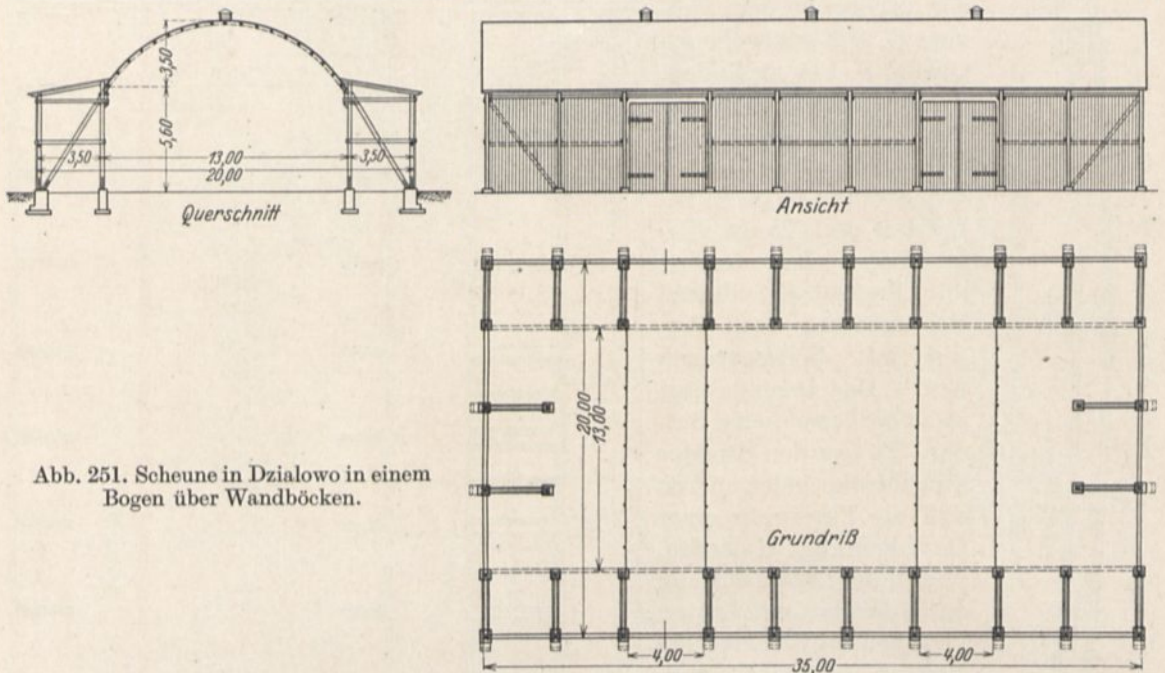 3,50
5,60
3,50 13,00 3,50
20,00
Querschnitt
Ansicht
20,00
13,00
Grundriß
4,00 4,00
35,00
Abb. 251. Scheune in Dzialowo in einem
Bogen über Wandböcken.